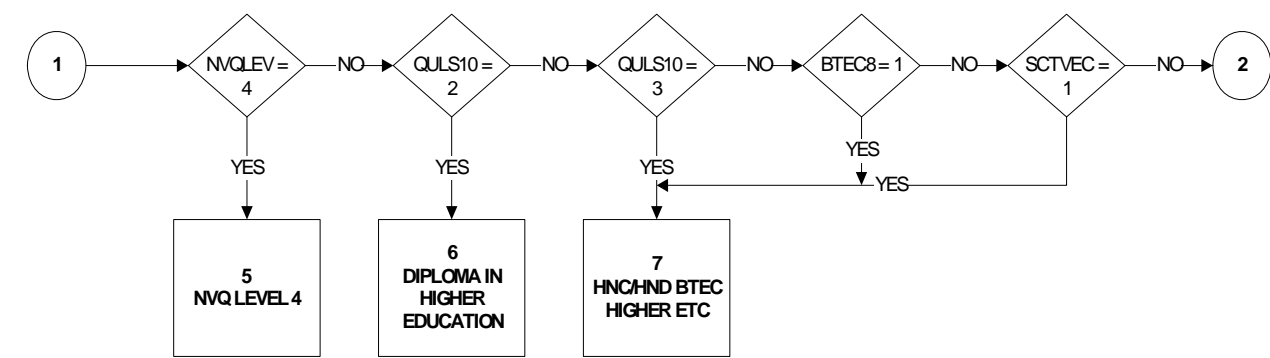 1
NVQLEV =
4
NO
QULS10 =
2
NO
QULS10 =
3
NO
BTEC8 = 1
NO
SCTVEC =
1
NO
2
YES
YES
YES
YES
YES
5
NVQ LEVEL 4
6
DIPLOMA IN
HIGHER
EDUCATION
7
HNC/HND BTEC
HIGHER ETC